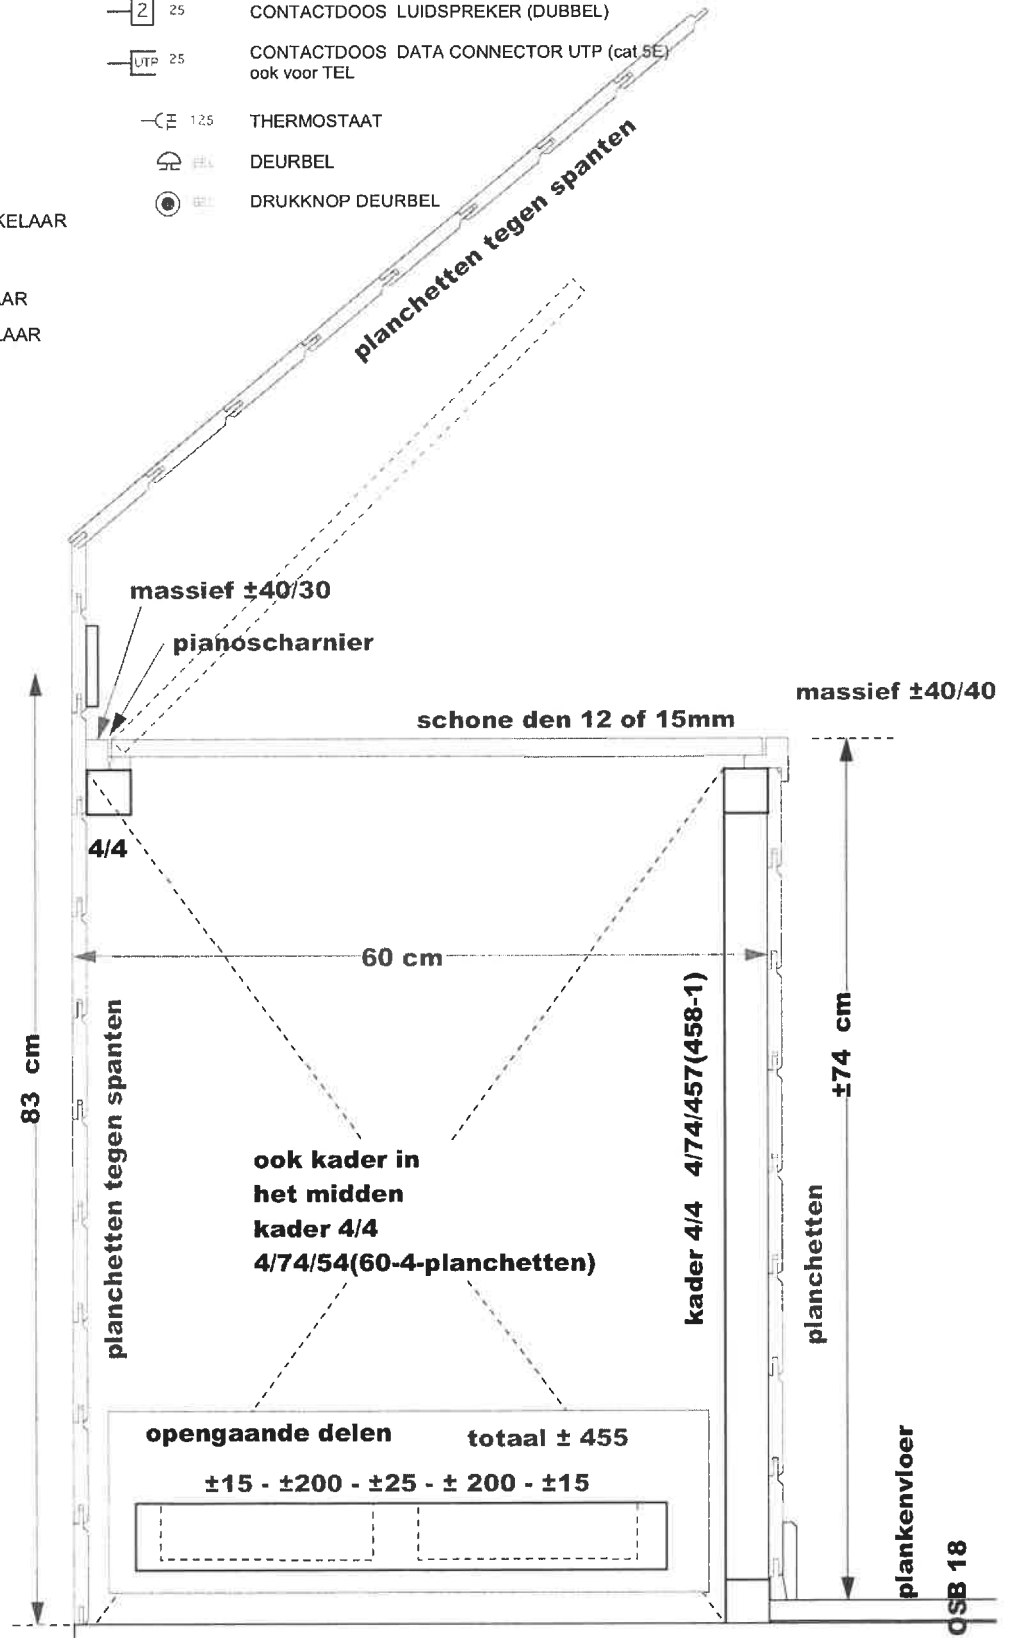 2 25 CONTACTDOOS LUIDSPREKER (DUBBEL)
UTP 25 CONTACTDOOS DATA CONNECTOR UTP (cat 5E)
ook voor TEL
125 THERMOSTAAT
DEURBEL
DRUKKNOP DEURBEL
KELAAR
AAR
LAAR
planchetten tegen spanten
massief ±40/30
pianoscharnier
massief ±40/40
schone den 12 of 15mm
4/4
60 cm
83 cm
planchetten tegen spanten
kader 4/4 4/74/457(458-1)
±74 cm
ook kader in
het midden
kader 4/4
4/74/54(60-4-planchetten)
planchetten
opengaande delen totaal ± 455
±15 - ±200 - ±25 - ± 200 - ±15
plankenvloer
OSB 18